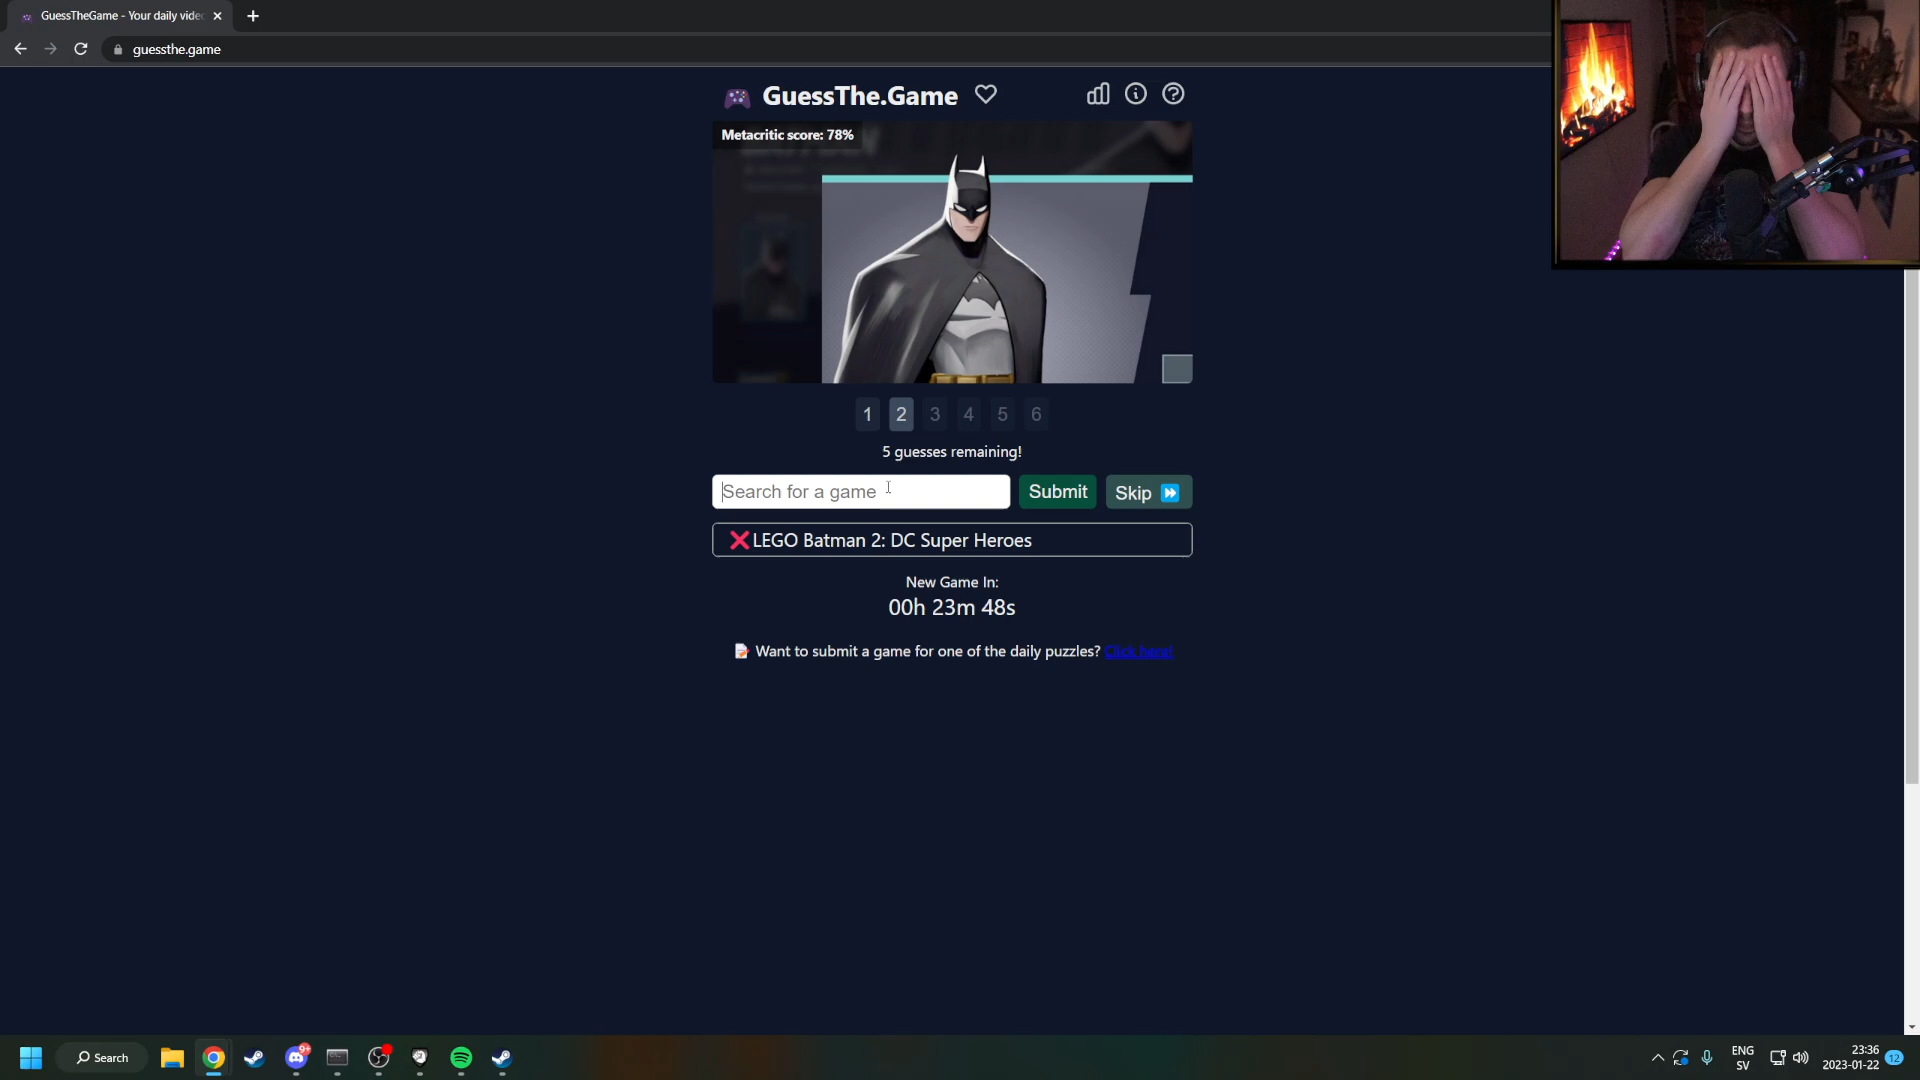 GuessTheGame - Your daily vide
guessthe.game
GuessThe.Game
Metacritic score: 78%
1 2 3 4 5 6
5 guesses remaining!
Search for a game
Submit
Skip
LEGO Batman 2: DC Super Heroes
New Game In:
00h 23m 48s
Want to submit a game for one of the daily puzzles? Click here!
Search
9+
ENG
SV
23:36
2023-01-22
12